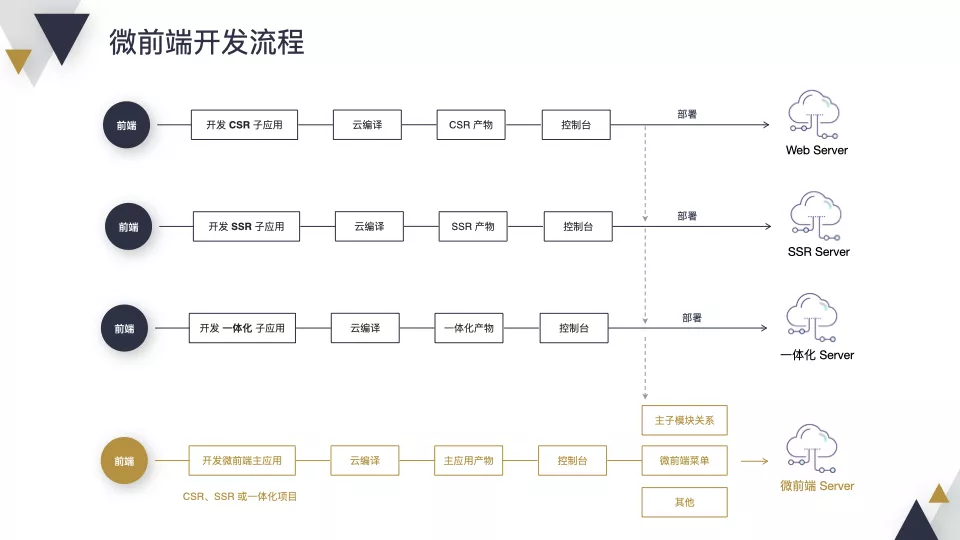 微前端开发流程
前端
开发 CSR 子应用
云编译
CSR 产物
控制台
部署
Web Server
前端
开发 SSR 子应用
云编译
SSR 产物
控制台
部署
SSR Server
前端
开发 一体化 子应用
云编译
一体化产物
控制台
部署
一体化 Server
主子模块关系
前端
开发微前端主应用
云编译
主应用产物
控制台
微前端菜单
微前端 Server
CSR、SSR 或一体化项目
其他